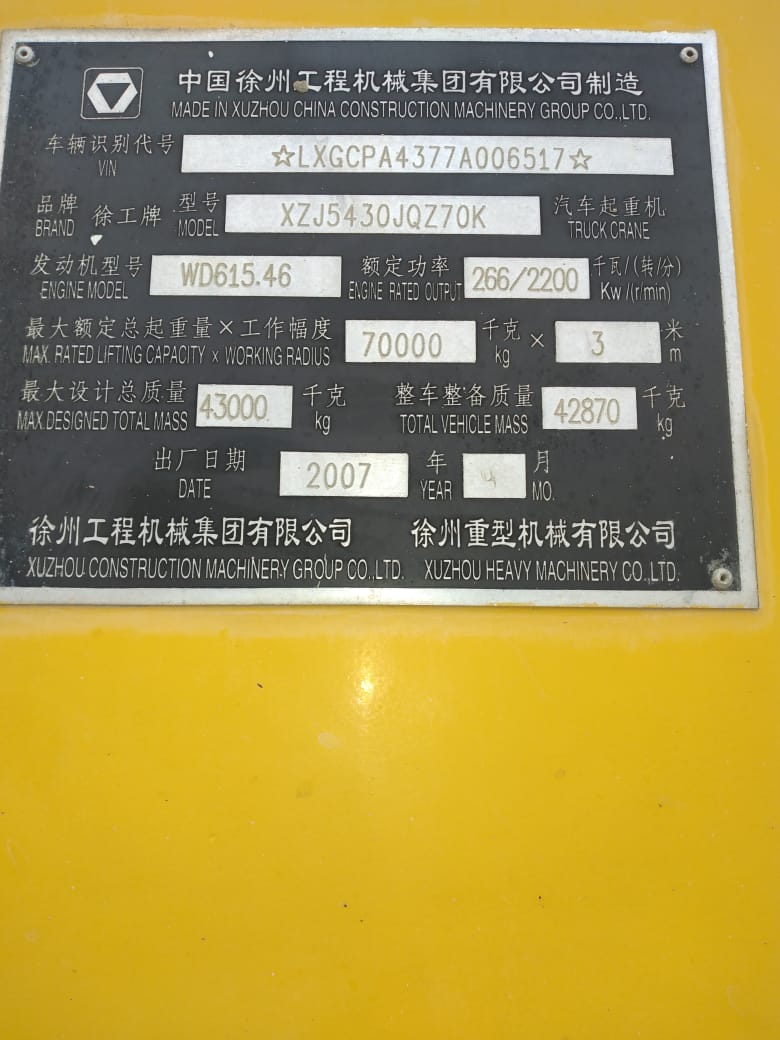 中国徐州工程机械集团有限公司制造
MADE IN XUZHOU CHINA CONSTRUCTION MACHINERY GROUP CO.,LTD.
车辆识别代号 VIN ☆LXGCPA4377A006517☆
品牌 BRAND 徐工牌 型号 MODEL XZJ5430JQZ70K 汽车起重机 TRUCK CRANE
发动机型号 ENGINE MODEL WD615.46 额定功率 ENGINE RATED OUTPUT 266/2200 千瓦/(转/分) Kw/(r/min)
最大额定总起重量×工作幅度 MAX. RATED LIFTING CAPACITY × WORKING RADIUS 70000 千克 kg × 3 米 m
最大设计总质量 MAX.DESIGNED TOTAL MASS 43000 千克 kg 整车整备质量 TOTAL VEHICLE MASS 42870 千克 kg
出厂日期 DATE 2007 年 YEAR 月 MO.
徐州工程机械集团有限公司 徐州重型机械有限公司
XUZHOU CONSTRUCTION MACHINERY GROUP CO.,LTD. XUZHOU HEAVY MACHINERY CO.,LTD.